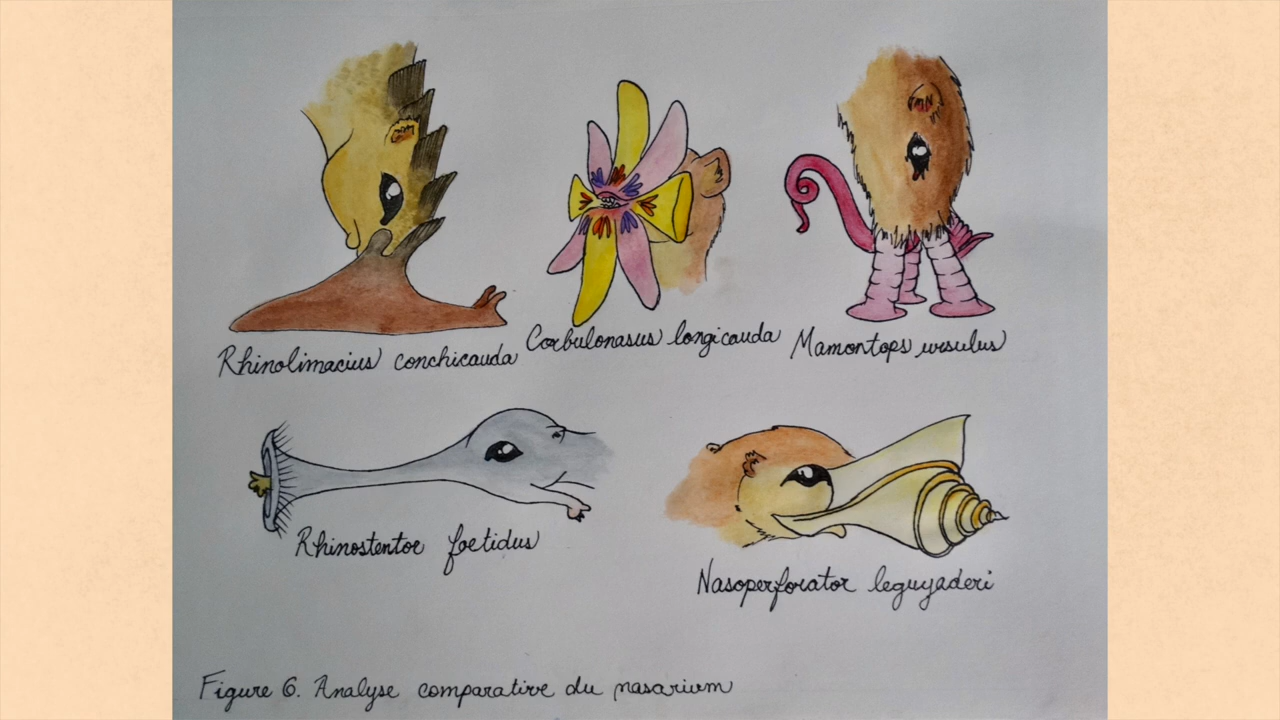 Rhinolimacius conchicauda
Corbulonasus longicauda
Mamontops ursulus
Rhinostentor foetidus
Nasoperforator leguyaderi
Figure 6. Analyse comparative du nasarium